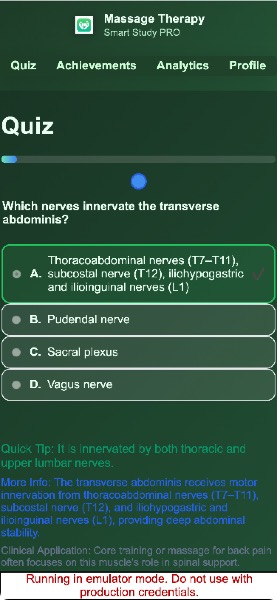 Massage Therapy
Smart Study PRO
Quiz Achievements Analytics Profile
Quiz
Which nerves innervate the transverse
abdominis?
A. Thoracoabdominal nerves (T7–T11),
subcostal nerve (T12), iliohypogastric
and ilioinguinal nerves (L1)
B. Pudendal nerve
C. Sacral plexus
D. Vagus nerve
Quick Tip: It is innervated by both thoracic and
upper lumbar nerves.
More Info: The transverse abdominis receives motor
innervation from thoracoabdominal nerves (T7–T11),
subcostal nerve (T12), and iliohypogastric and
ilioinguinal nerves (L1), providing deep abdominal
stability.
Clinical Application: Core training or massage for back pain
often focuses on this muscle's role in spinal support.
Running in emulator mode. Do not use with
production credentials.